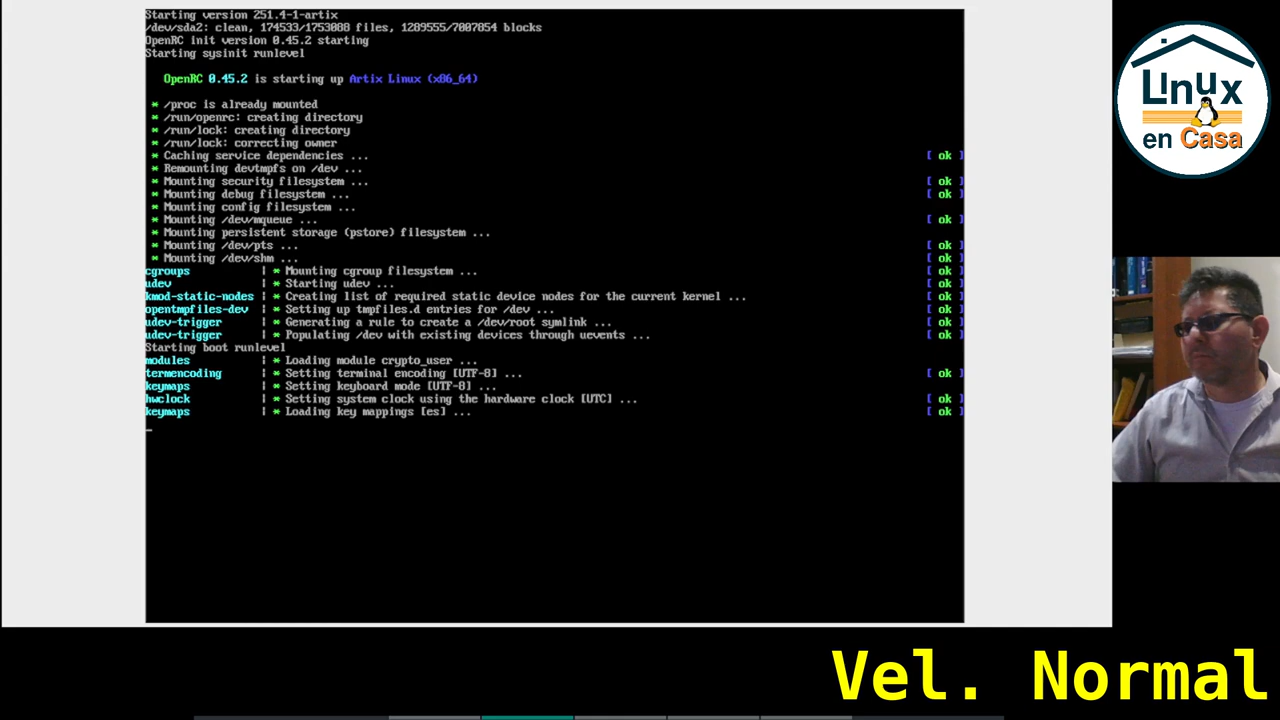 Starting version 251.4-1-artix
/dev/sda2: clean, 174533/1753088 files, 1289555/7007854 blocks
OpenRC init version 0.45.2 starting
Starting sysinit runlevel
OpenRC 0.45.2 is starting up Artix Linux (x86_64)
* /proc is already mounted
* /run/openrc: creating directory
* /run/lock: creating directory
* /run/lock: correcting owner
* Caching service dependencies ... [ ok ]
* Remounting devtmpfs on /dev ...
* Mounting security filesystem ... [ ok ]
* Mounting debug filesystem ... [ ok ]
* Mounting config filesystem ...
* Mounting /dev/mqueue ... [ ok ]
* Mounting persistent storage (pstore) filesystem ...
* Mounting /dev/pts ... [ ok ]
* Mounting /dev/shm ... [ ok ]
cgroups | * Mounting cgroup filesystem ... [ ok ]
udev | * Starting udev ... [ ok ]
kmod-static-nodes | * Creating list of required static device nodes for the current kernel ... [ ok ]
opentmpfiles-dev | * Setting up tmpfiles.d entries for /dev ... [ ok ]
udev-trigger | * Generating a rule to create a /dev/root symlink ... [ ok ]
udev-trigger | * Populating /dev with existing devices through uevents ... [ ok ]
Starting boot runlevel
modules | * Loading module crypto_user ...
termencoding | * Setting terminal encoding [UTF-8] ... [ ok ]
keymaps | * Setting keyboard mode [UTF-8] ...
hwclock | * Setting system clock using the hardware clock [UTC] ... [ ok ]
keymaps | * Loading key mappings [es] ... [ ok ]
Linux
en Casa
Vel. Normal